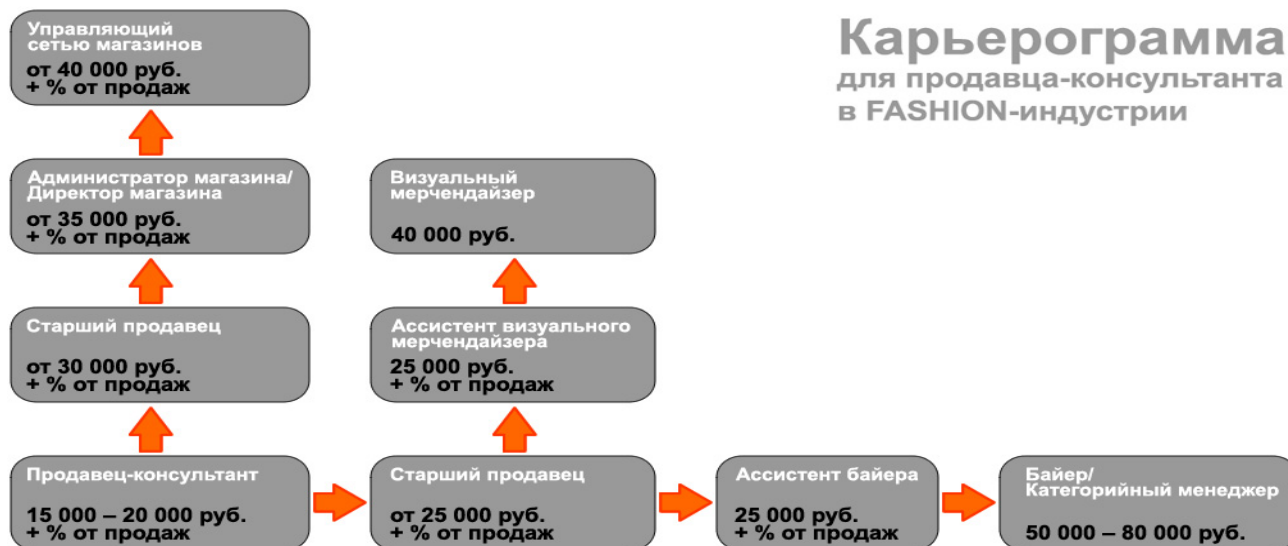 Карьерограмма
для продавца-консультанта
в FASHION-индустрии
Управляющий
сетью магазинов
от 40 000 руб.
+ % от продаж
Администратор магазина/
Директор магазина
от 35 000 руб.
+ % от продаж
Визуальный
мерчендайзер
40 000 руб.
Старший продавец
от 30 000 руб.
+ % от продаж
Ассистент визуального
мерчендайзера
25 000 руб.
+ % от продаж
Продавец-консультант
15 000 – 20 000 руб.
+ % от продаж
Старший продавец
от 25 000 руб.
+ % от продаж
Ассистент байера
25 000 руб.
+ % от продаж
Байер/
Категорийный менеджер
50 000 – 80 000 руб.